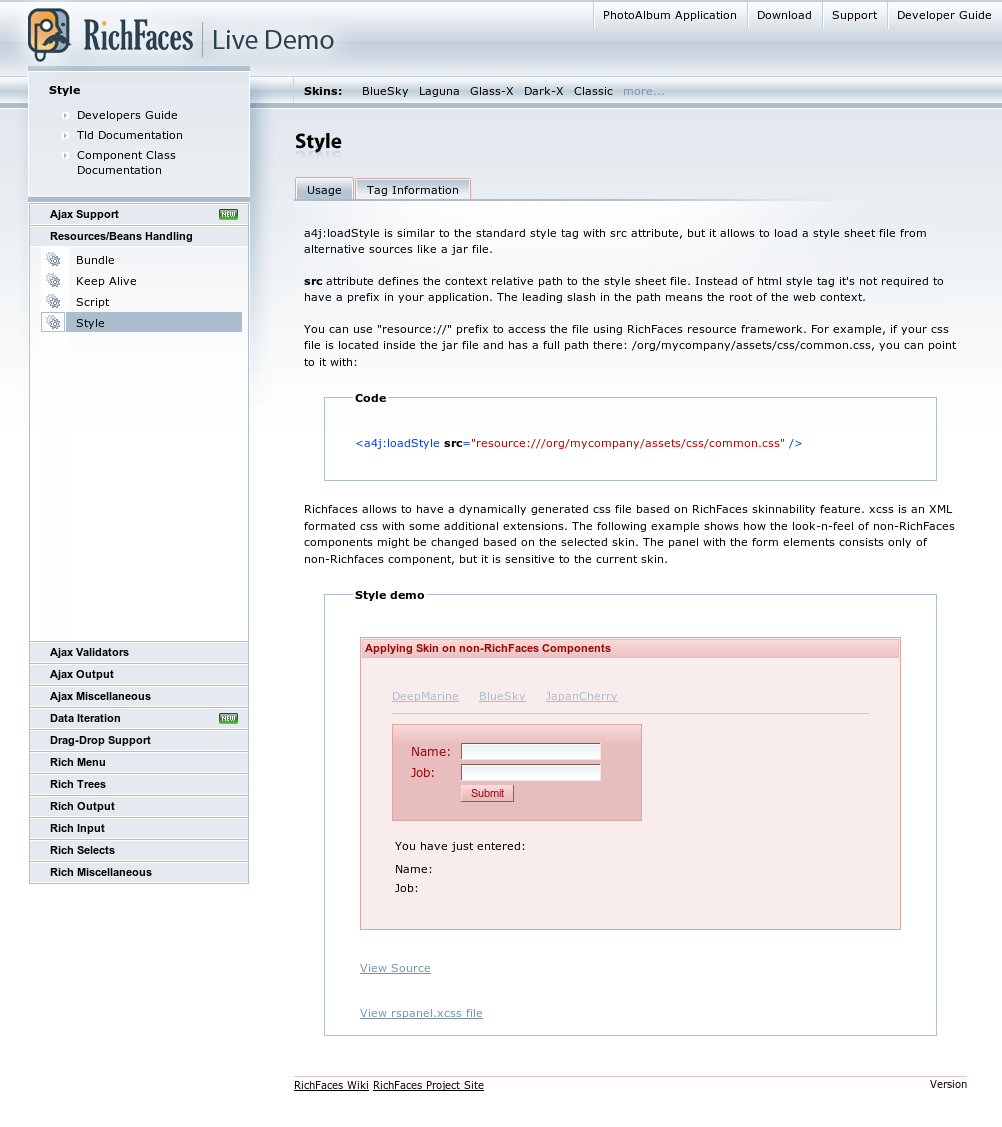 PhotoAlbum Application Download Support Developer Guide
RichFaces Live Demo
Skins: BlueSky Laguna Glass-X Dark-X Classic more...
Style
Developers Guide
Tld Documentation
Component Class
Documentation
Ajax Support NEW
Resources/Beans Handling
Bundle
Keep Alive
Script
Style
Ajax Validators
Ajax Output
Ajax Miscellaneous
Data Iteration NEW
Drag-Drop Support
Rich Menu
Rich Trees
Rich Output
Rich Input
Rich Selects
Rich Miscellaneous
Style
Usage Tag Information
a4j:loadStyle is similar to the standard style tag with src attribute, but it allows to load a style sheet file from
alternative sources like a jar file.
src attribute defines the context relative path to the style sheet file. Instead of html style tag it's not required to
have a prefix in your application. The leading slash in the path means the root of the web context.
You can use "resource://" prefix to access the file using RichFaces resource framework. For example, if your css
file is located inside the jar file and has a full path there: /org/mycompany/assets/css/common.css, you can point
to it with:
Code
<a4j:loadStyle src="resource:///org/mycompany/assets/css/common.css" />
Richfaces allows to have a dynamically generated css file based on RichFaces skinnability feature. xcss is an XML
formated css with some additional extensions. The following example shows how the look-n-feel of non-RichFaces
components might be changed based on the selected skin. The panel with the form elements consists only of
non-Richfaces component, but it is sensitive to the current skin.
Style demo
Applying Skin on non-RichFaces Components
DeepMarine BlueSky JapanCherry
Name:
Job:
Submit
You have just entered:
Name:
Job:
View Source
View rspanel.xcss file
RichFaces Wiki RichFaces Project Site Version